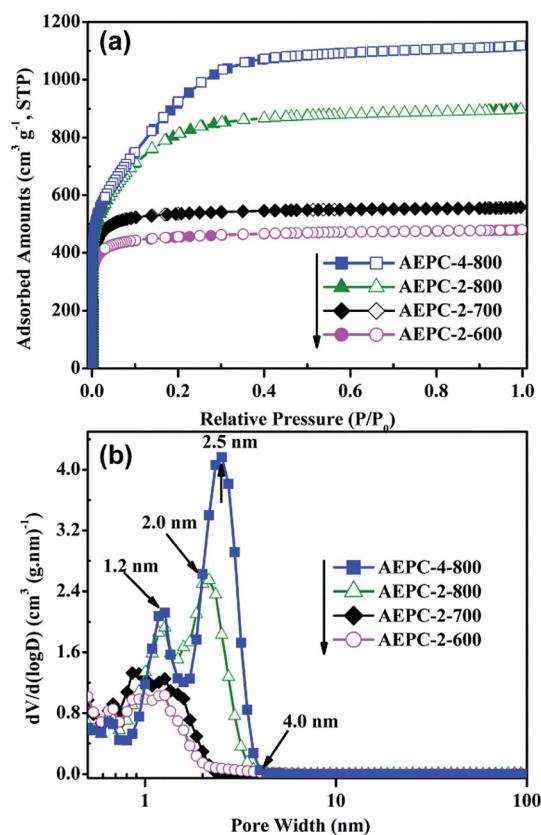 (a)
1200
1000
800
600
400
200
0
Adsorbed Amounts (cm³ g⁻¹, STP)
AEPC-4-800
AEPC-2-800
AEPC-2-700
AEPC-2-600
0.0 0.2 0.4 0.6 0.8 1.0
Relative Pressure (P/P₀)
(b)
2.5 nm
2.0 nm
1.2 nm
4.0 nm
4.0
3.2
2.4
1.6
0.8
0.0
dV/d(logD) (cm³ (g.nm)⁻¹
AEPC-4-800
AEPC-2-800
AEPC-2-700
AEPC-2-600
1 10 100
Pore Width (nm)